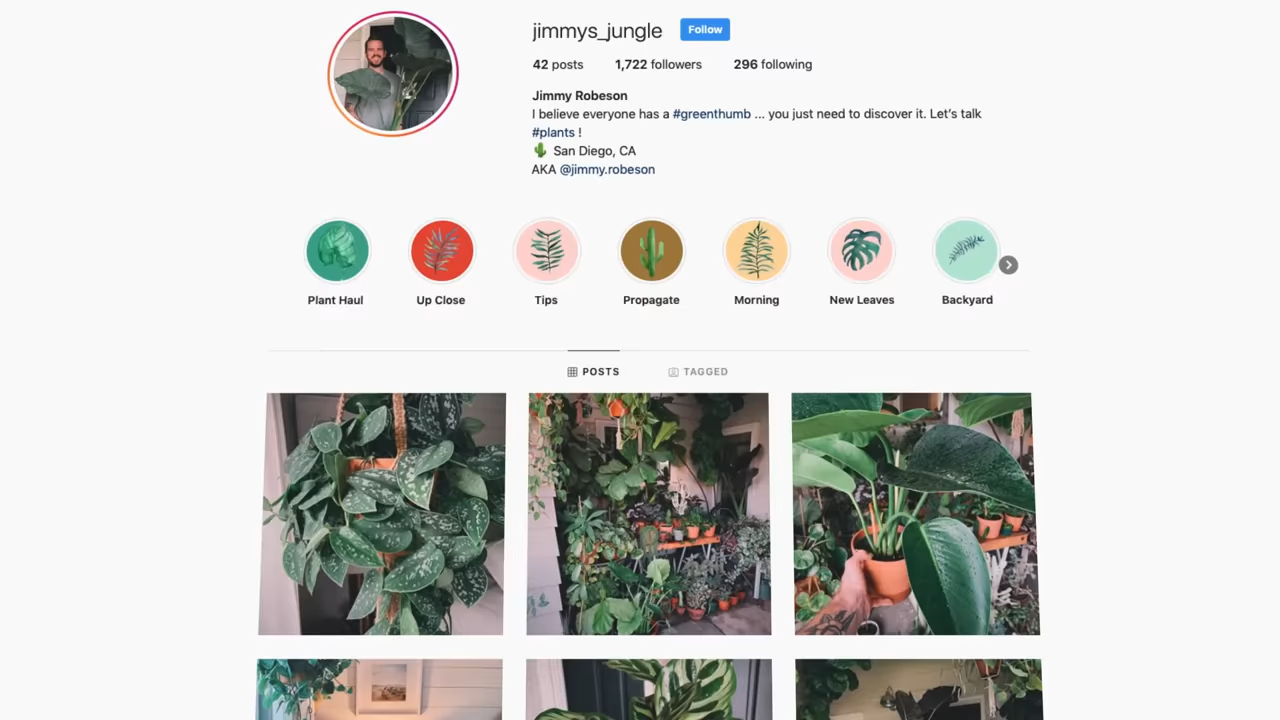 jimmys_jungle Follow
42 posts 1,722 followers 296 following
Jimmy Robeson
I believe everyone has a #greenthumb ... you just need to discover it. Let’s talk
#plants !
🌵 San Diego, CA
AKA @jimmy.robeson
Plant Haul Up Close Tips Propagate Morning New Leaves Backyard
POSTS TAGGED